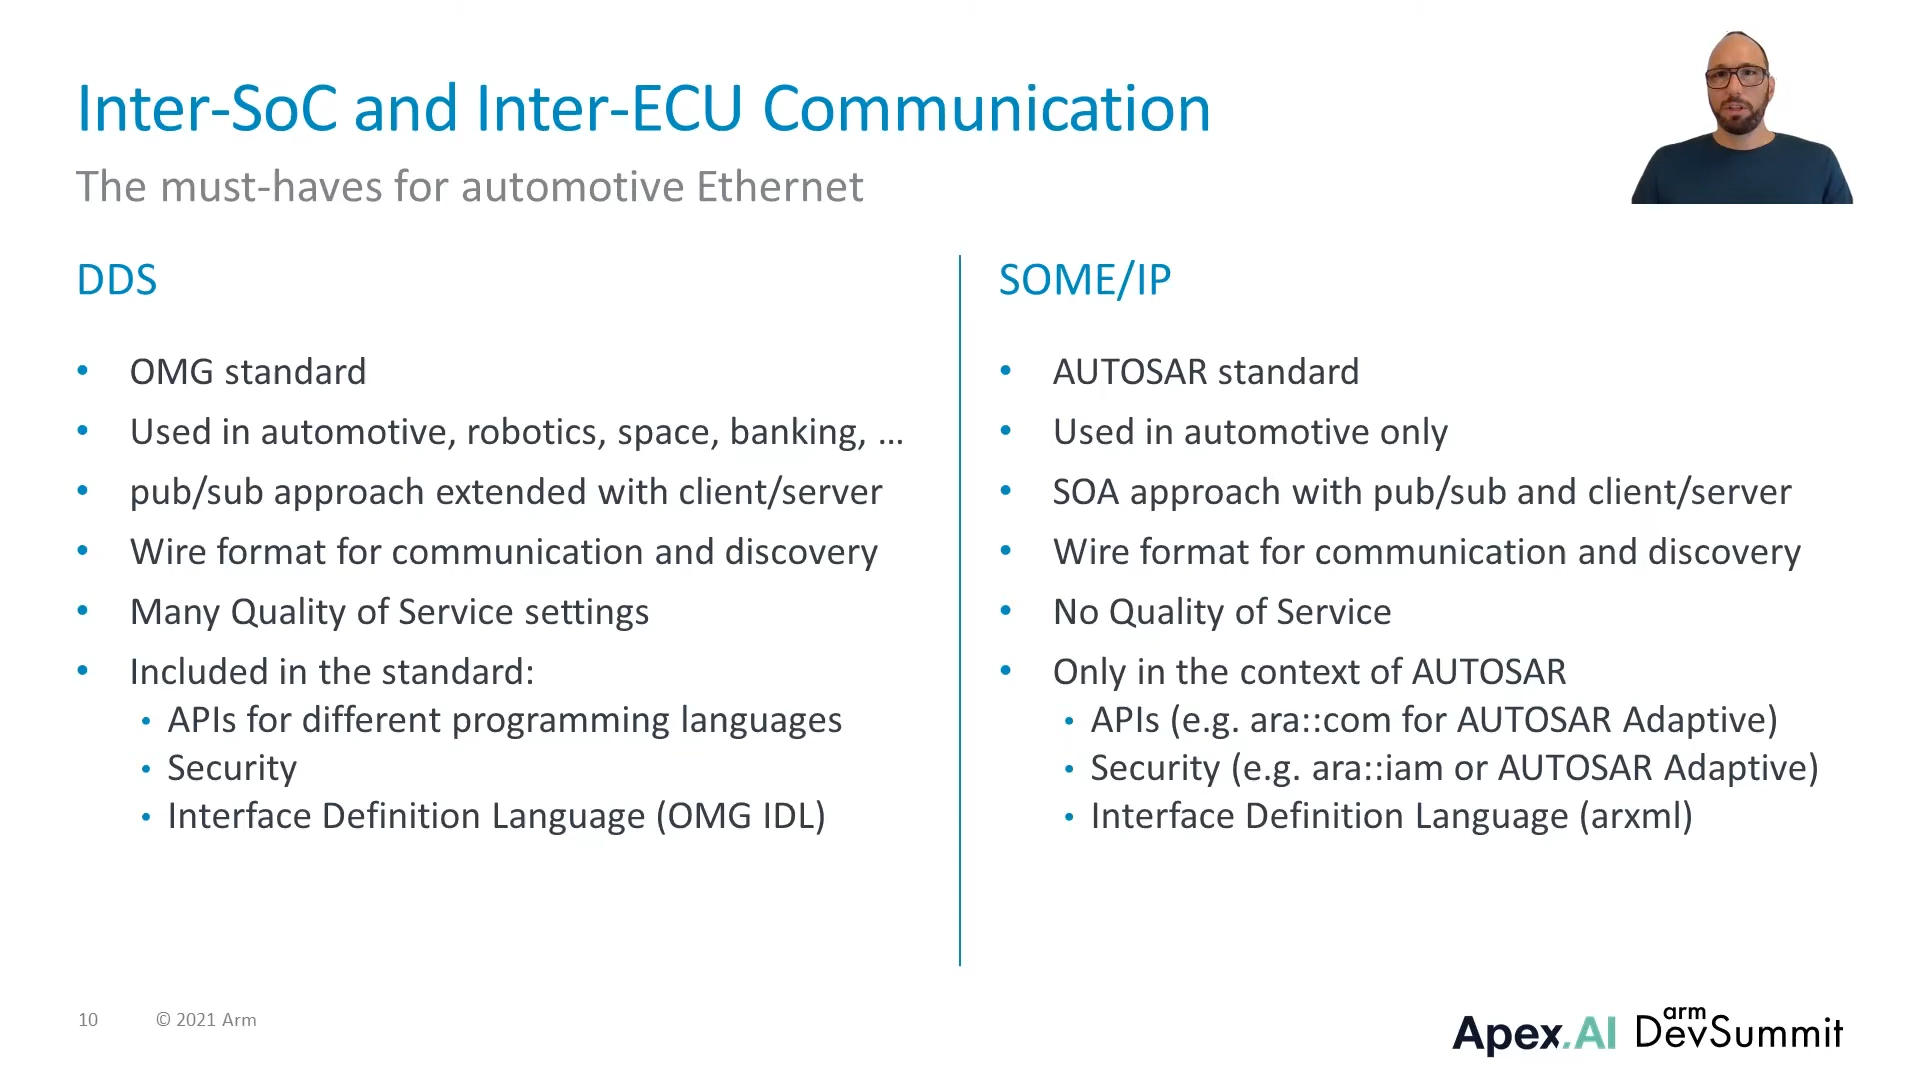 Inter-SoC and Inter-ECU Communication
The must-haves for automotive Ethernet
DDS
• OMG standard
• Used in automotive, robotics, space, banking, ...
• pub/sub approach extended with client/server
• Wire format for communication and discovery
• Many Quality of Service settings
• Included in the standard:
• APIs for different programming languages
• Security
• Interface Definition Language (OMG IDL)
SOME/IP
• AUTOSAR standard
• Used in automotive only
• SOA approach with pub/sub and client/server
• Wire format for communication and discovery
• No Quality of Service
• Only in the context of AUTOSAR
• APIs (e.g. ara::com for AUTOSAR Adaptive)
• Security (e.g. ara::iam or AUTOSAR Adaptive)
• Interface Definition Language (arxml)
10 © 2021 Arm
Apex.AI
arm
DevSummit